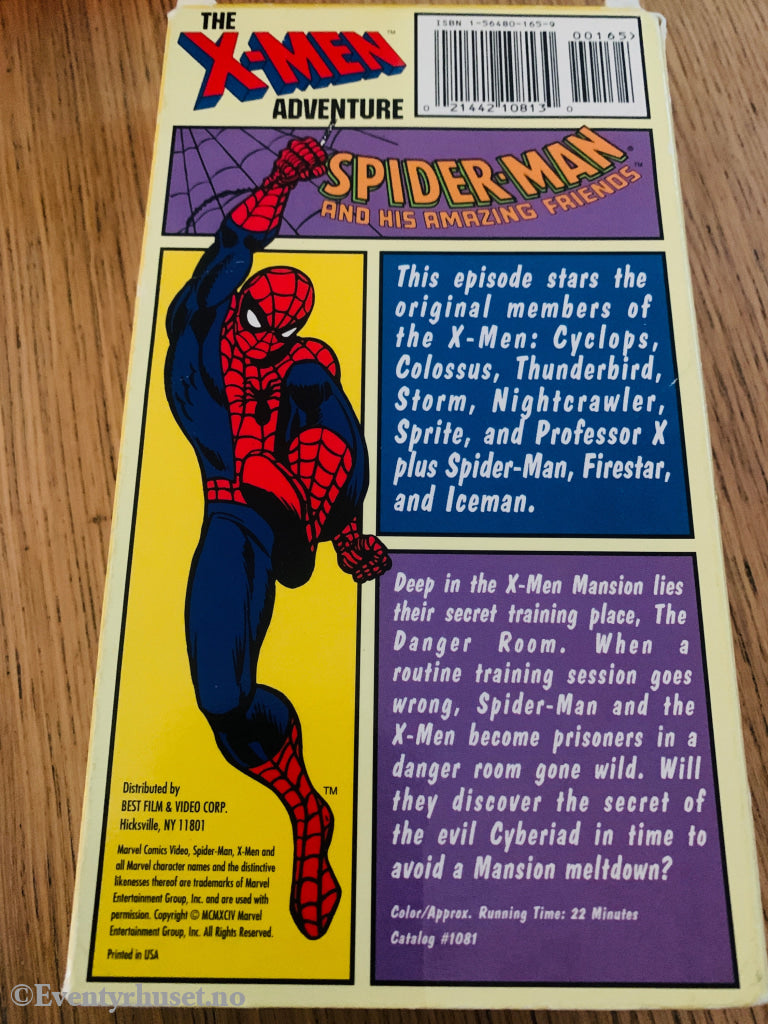 THE
X-MEN™
ADVENTURE
ISBN 1-56480-165-9
00165>
0 21442 10813 0
SPIDER-MAN®
AND HIS AMAZING FRIENDS™
This episode stars the
original members of
the X-Men: Cyclops,
Colossus, Thunderbird,
Storm, Nightcrawler,
Sprite, and Professor X
plus Spider-Man, Firestar,
and Iceman.
Deep in the X-Men Mansion lies
their secret training place, The
Danger Room. When a
routine training session goes
wrong, Spider-Man and the
X-Men become prisoners in a
danger room gone wild. Will
they discover the secret of
the evil Cyberiad in time to
avoid a Mansion meltdown?
Color/Approx. Running Time: 22 Minutes
Catalog #1081
TM
Distributed by
BEST FILM & VIDEO CORP.
Hicksville, NY 11801
Marvel Comics Video, Spider-Man, X-Men and
all Marvel character names and the distinctive
likenesses thereof are trademarks of Marvel
Entertainment Group, Inc. and are used with
permission. Copyright © MCMXCIV Marvel
Entertainment Group, Inc. All Rights Reserved.
Printed in USA
©Eventyrhuset.no